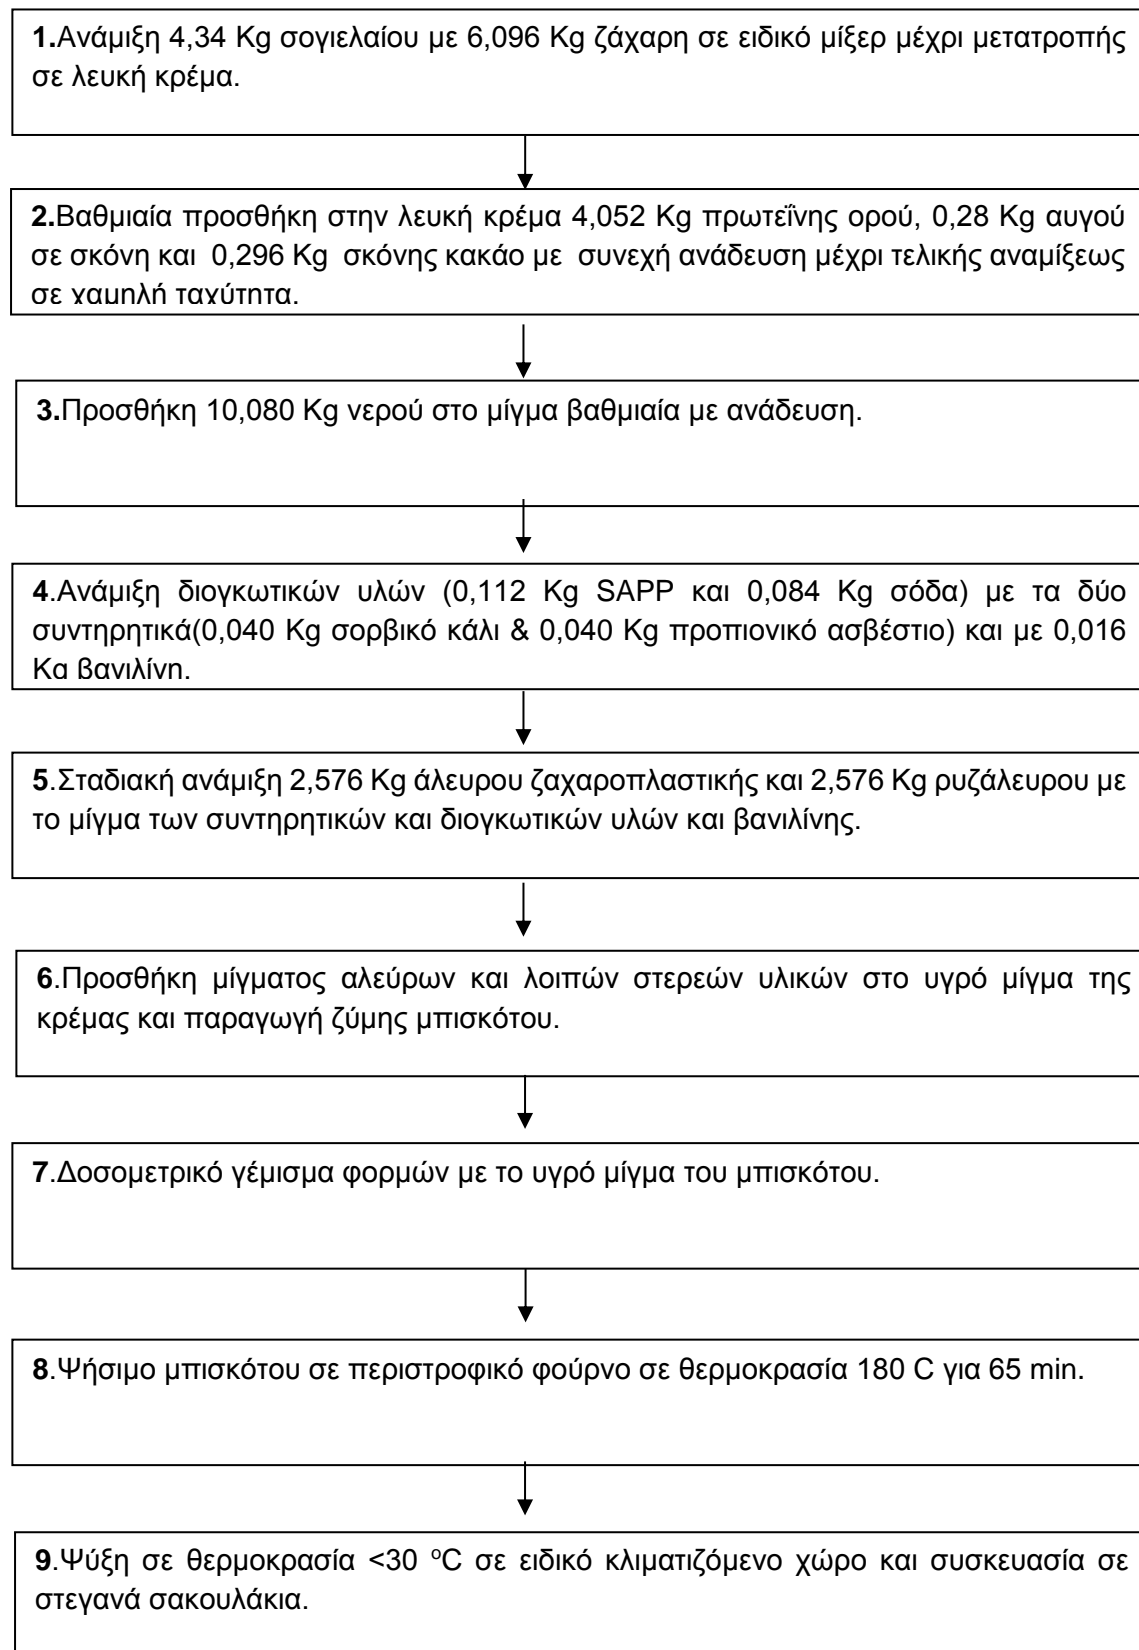 1.Ανάμιξη 4,34 Kg σογιελαίου με 6,096 Kg ζάχαρη σε ειδικό μίξερ μέχρι μετατροπής
σε λευκή κρέμα.
2.Βαθμιαία προσθήκη στην λευκή κρέμα 4,052 Kg πρωτεΐνης ορού, 0,28 Kg αυγού
σε σκόνη και 0,296 Kg σκόνης κακάο με συνεχή ανάδευση μέχρι τελικής αναμίξεως
σε χαμηλή ταχύτητα.
3.Προσθήκη 10,080 Kg νερού στο μίγμα βαθμιαία με ανάδευση.
4.Ανάμιξη διογκωτικών υλών (0,112 Kg SAPP και 0,084 Kg σόδα) με τα δύο
συντηρητικά(0,040 Kg σορβικό κάλι & 0,040 Kg προπιονικό ασβέστιο) και με 0,016
Kg βανιλίνη.
5.Σταδιακή ανάμιξη 2,576 Kg άλευρου ζαχαροπλαστικής και 2,576 Kg ρυζάλευρου με
το μίγμα των συντηρητικών και διογκωτικών υλών και βανιλίνης.
6.Προσθήκη μίγματος αλεύρων και λοιπών στερεών υλικών στο υγρό μίγμα της
κρέμας και παραγωγή ζύμης μπισκότου.
7.Δοσομετρικό γέμισμα φορμών με το υγρό μίγμα του μπισκότου.
8.Ψήσιμο μπισκότου σε περιστροφικό φούρνο σε θερμοκρασία 180 C για 65 min.
9.Ψύξη σε θερμοκρασία <30 ºC σε ειδικό κλιματιζόμενο χώρο και συσκευασία σε
στεγανά σακουλάκια.